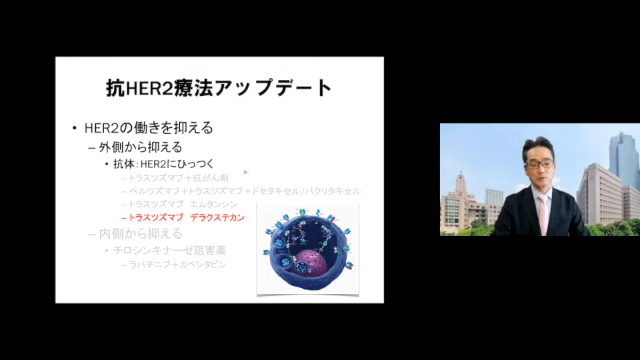 抗HER2療法アップデート
• HER2の働きを抑える
– 外側から抑える
• 抗体：HER2にひっつく
– トラスツズマブ＋抗がん剤
– ペルツズマブ＋トラスツズマブ＋ドセタキセル/パクリタキセル
– トラスツズマブ　エムタンシン
– トラスツズマブ　デラクステカン
– 内側から抑える
• チロシンキナーゼ阻害薬
– ラパチニブ＋カペシタビン